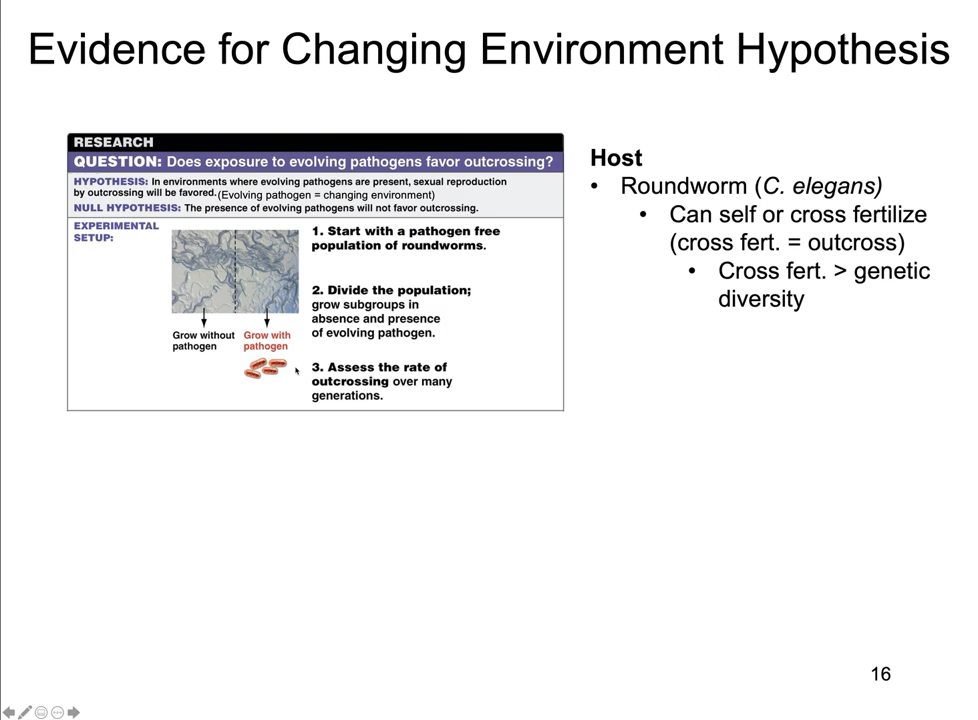 Evidence for Changing Environment Hypothesis
RESEARCH
QUESTION: Does exposure to evolving pathogens favor outcrossing?
HYPOTHESIS: In environments where evolving pathogens are present, sexual reproduction
by outcrossing will be favored. (Evolving pathogen = changing environment)
NULL HYPOTHESIS: The presence of evolving pathogens will not favor outcrossing.
EXPERIMENTAL
SETUP:
1. Start with a pathogen free
population of roundworms.
2. Divide the population;
grow subgroups in
absence and presence
of evolving pathogen.
Grow without
pathogen
Grow with
pathogen
3. Assess the rate of
outcrossing over many
generations.
Host
• Roundworm (C. elegans)
• Can self or cross fertilize
(cross fert. = outcross)
• Cross fert. > genetic
diversity
16